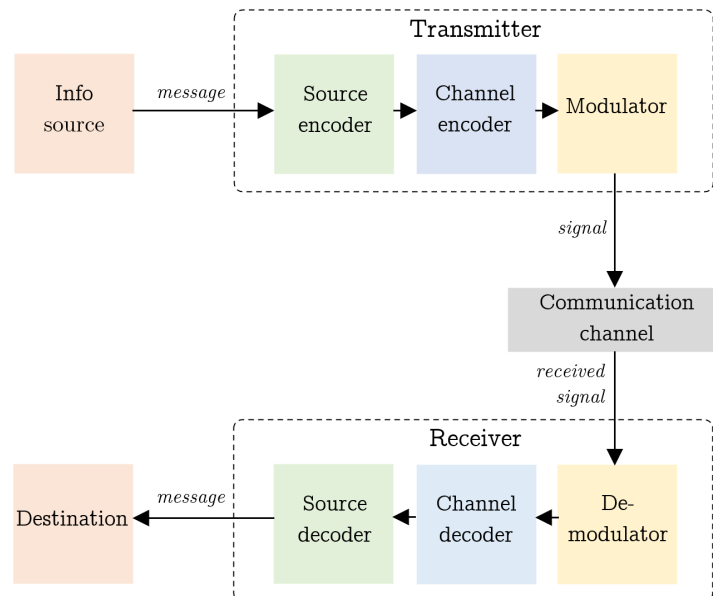 Transmitter
Info
source
message
Source
encoder
Channel
encoder
Modulator
signal
Communication
channel
received
signal
Receiver
De-
modulator
Channel
decoder
Source
decoder
message
Destination